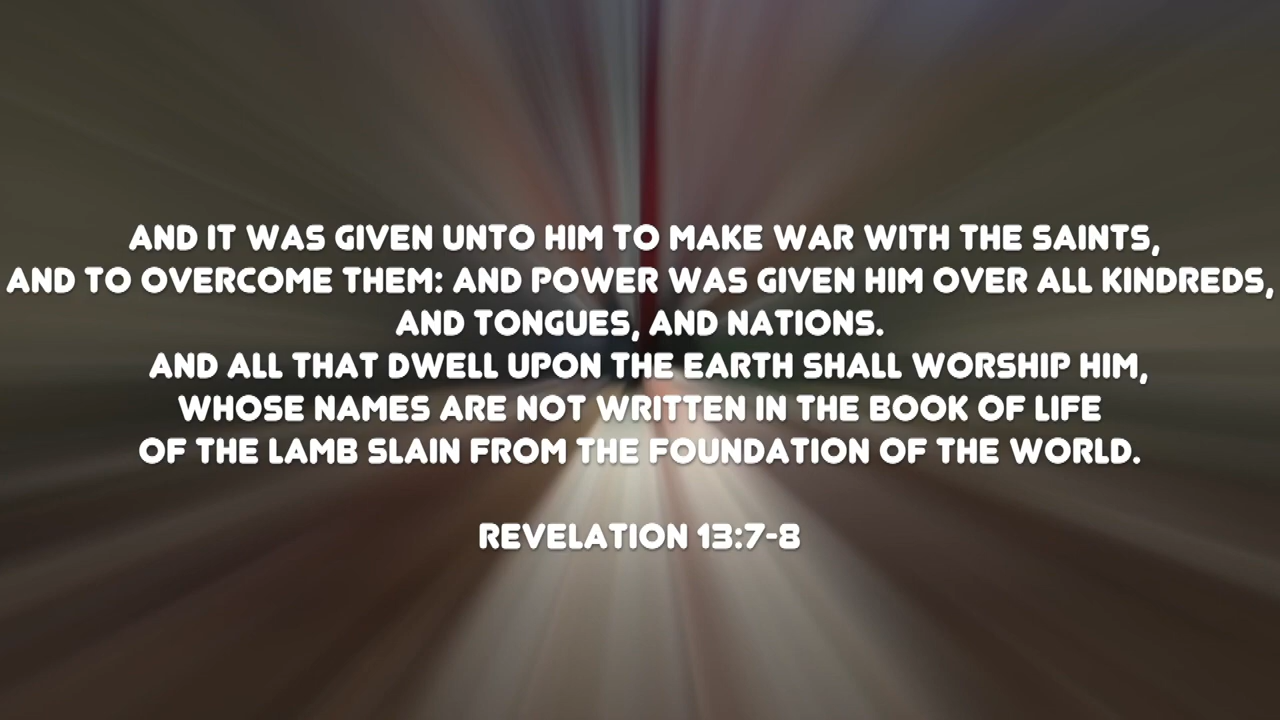 AND IT WAS GIVEN UNTO HIM TO MAKE WAR WITH THE SAINTS,
AND TO OVERCOME THEM: AND POWER WAS GIVEN HIM OVER ALL KINDREDS,
AND TONGUES, AND NATIONS.
AND ALL THAT DWELL UPON THE EARTH SHALL WORSHIP HIM,
WHOSE NAMES ARE NOT WRITTEN IN THE BOOK OF LIFE
OF THE LAMB SLAIN FROM THE FOUNDATION OF THE WORLD.
REVELATION 13:7-8